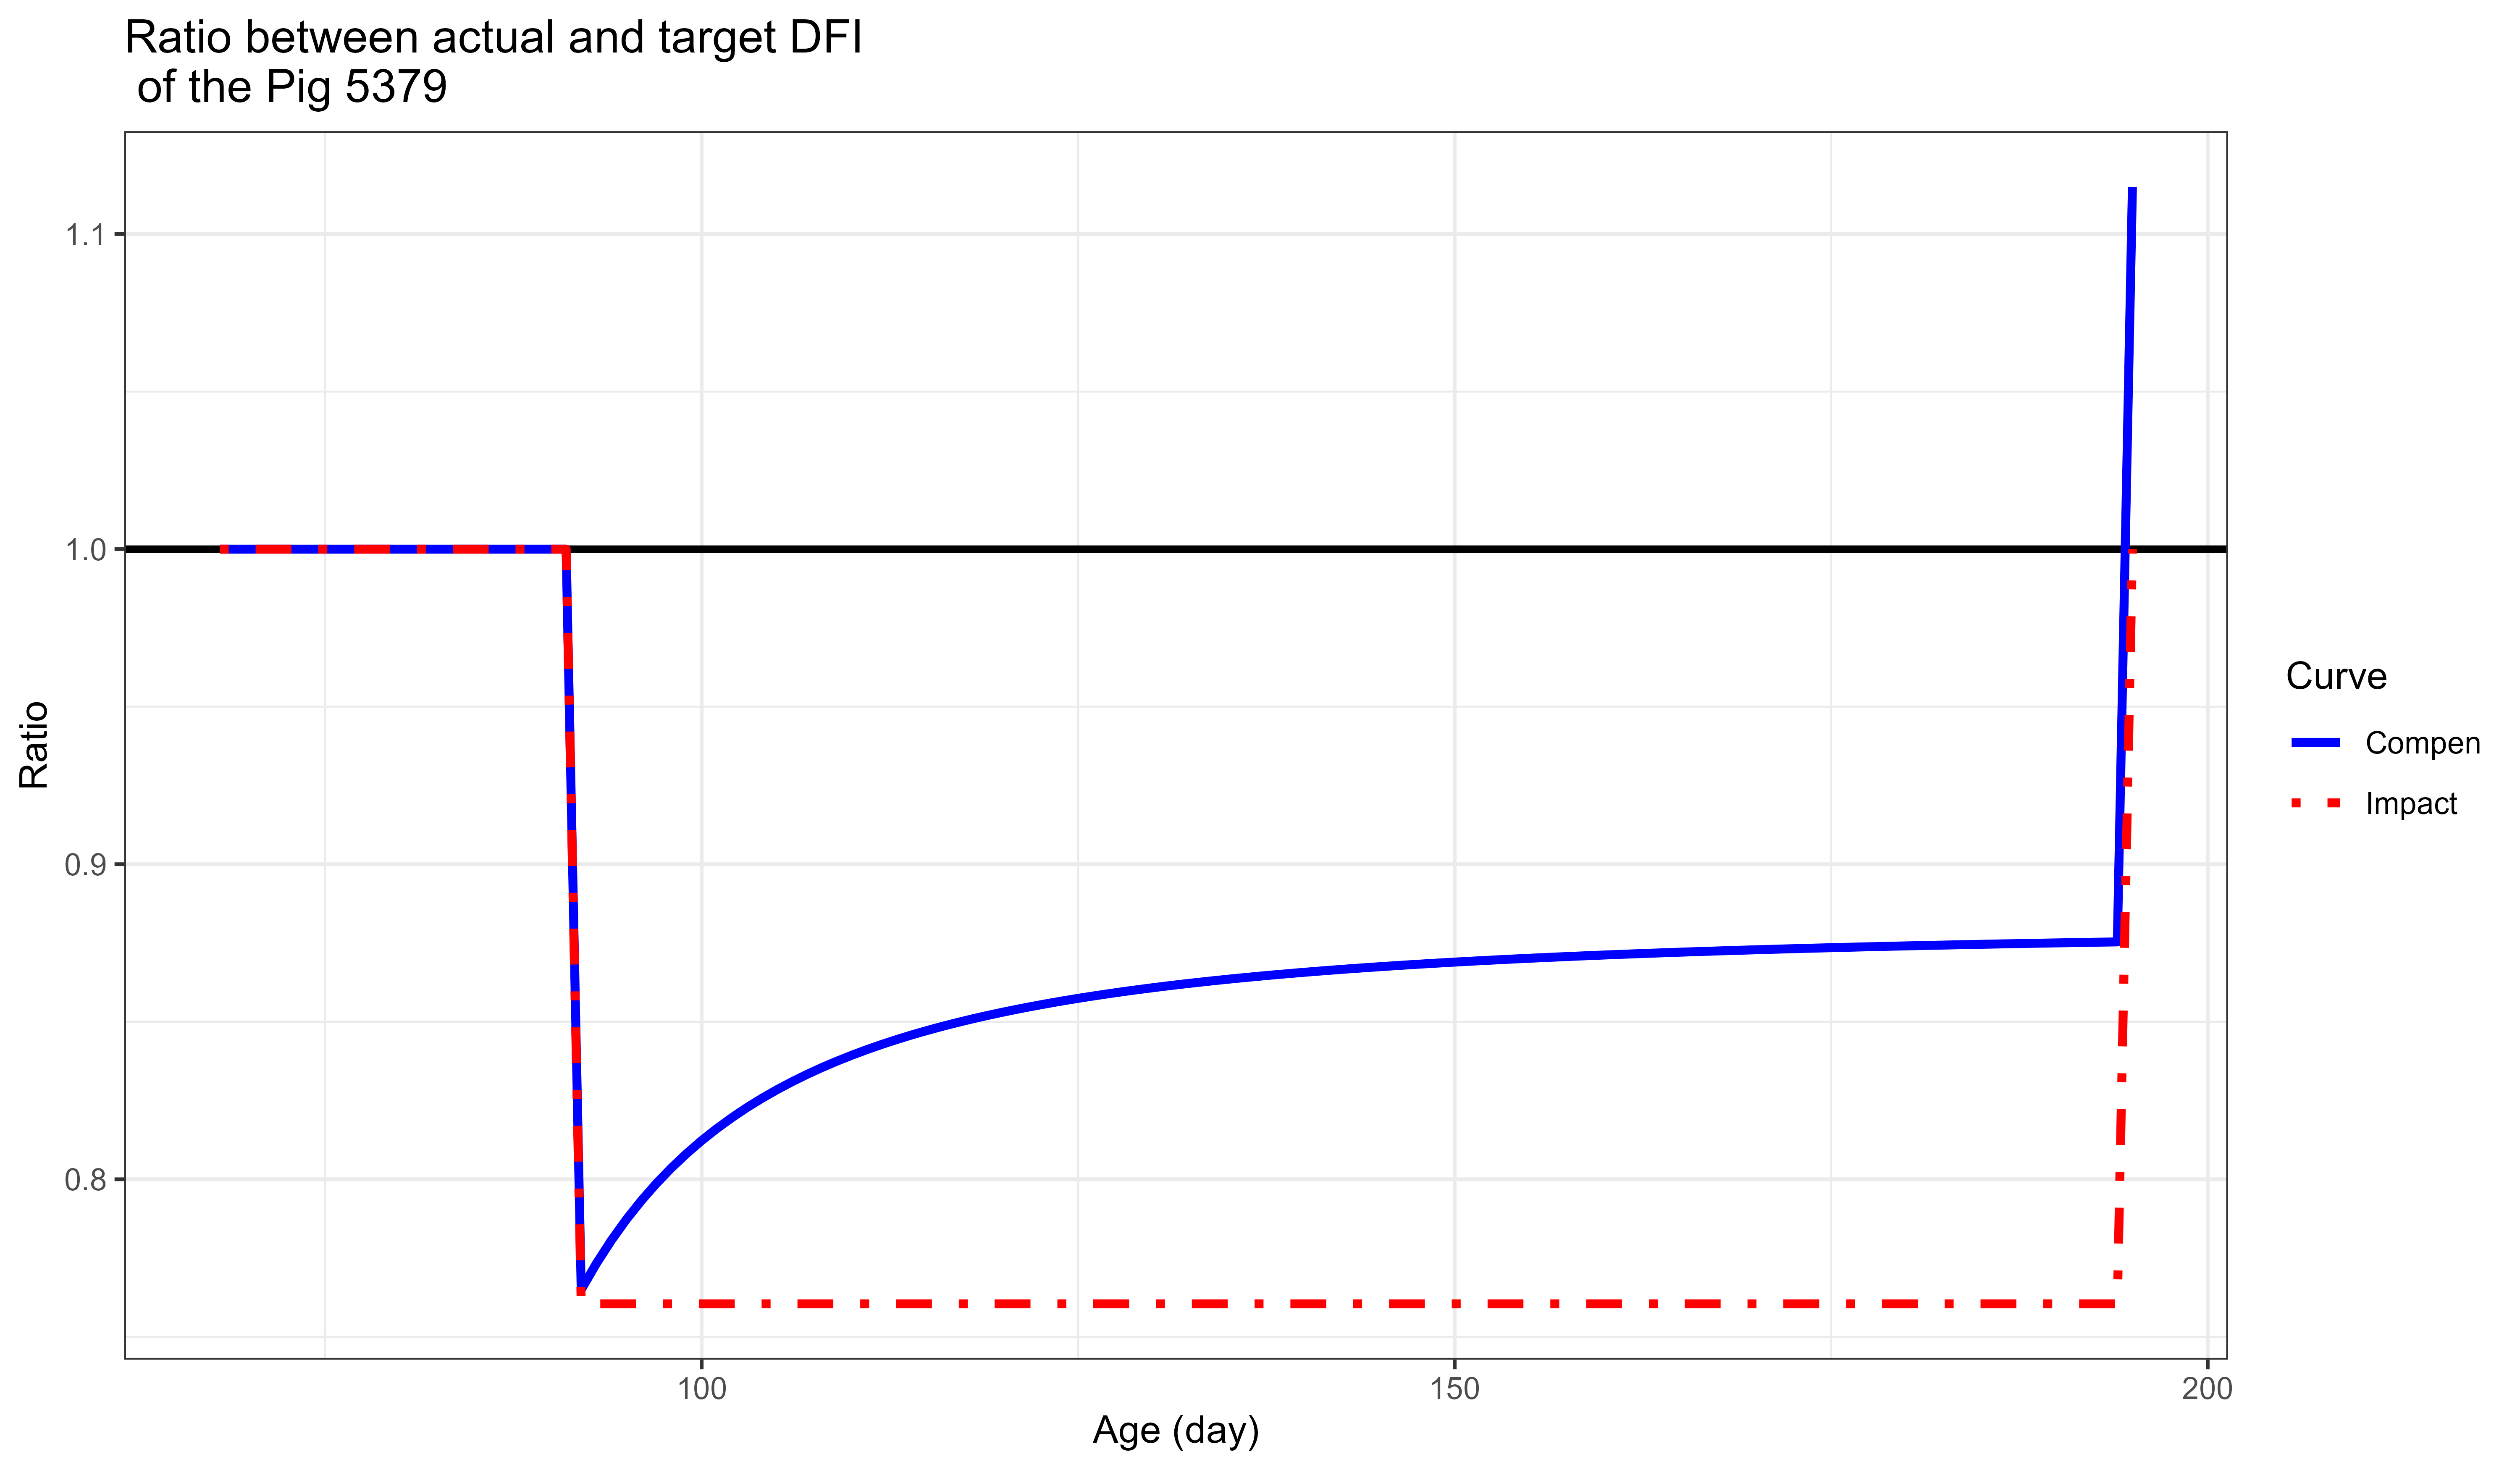 Ratio between actual and target DFI
of the Pig 5379
1.1
1.0
0.9
0.8
Ratio
100
150
200
Age (day)
Curve
Compen
Impact